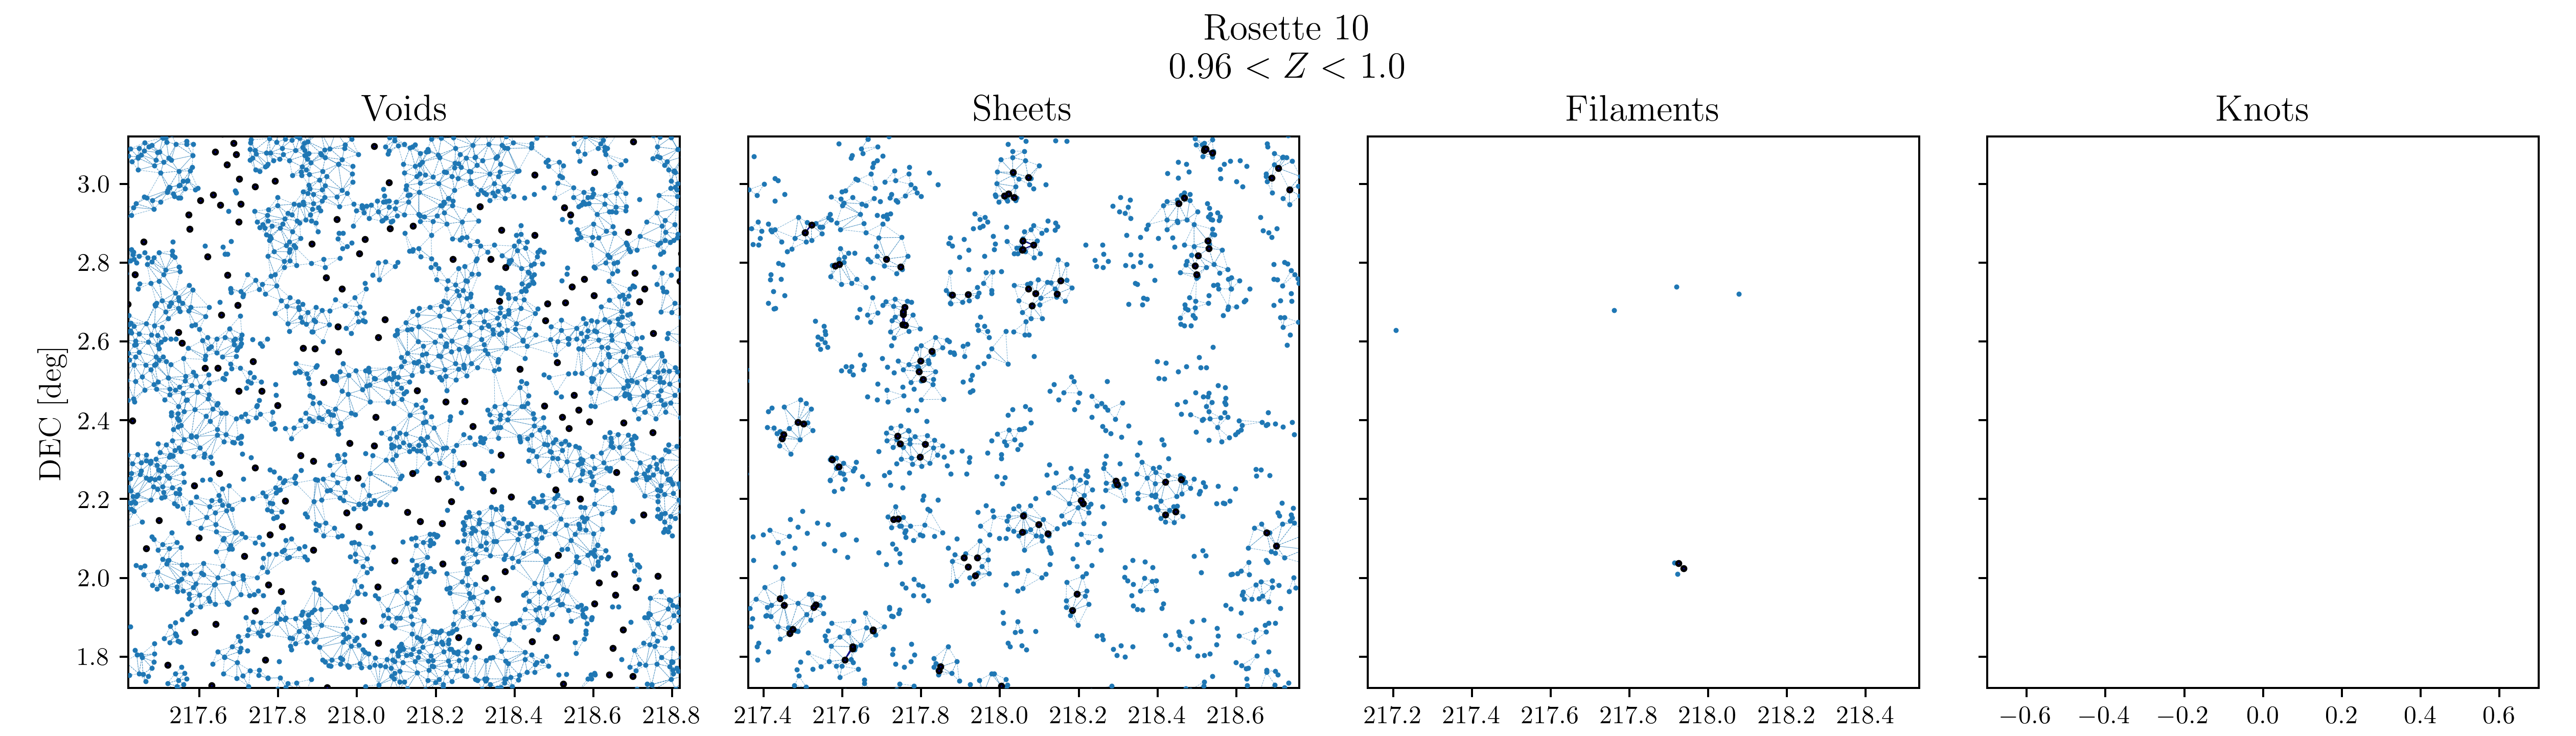 Rosette 10
0.96 < Z < 1.0
Voids
Sheets
Filaments
Knots
DEC [deg]
3.0
2.8
2.6
2.4
2.2
2.0
1.8
217.6 217.8 218.0 218.2 218.4 218.6 218.8
217.4 217.6 217.8 218.0 218.2 218.4 218.6
217.2 217.4 217.6 217.8 218.0 218.2 218.4
−0.6 −0.4 −0.2 0.0 0.2 0.4 0.6